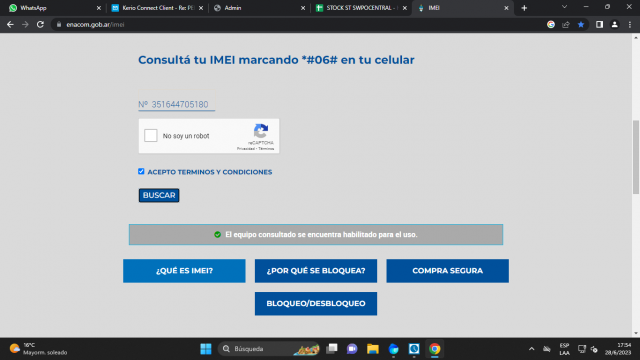 WhatsApp
Kerio Connect Client - Re: PE
Admin
STOCK ST SWPOCENTRAL -
IMEI
enacom.gob.ar/imei
Consultá tu IMEI marcando *#06# en tu celular
Nº 351644705180
No soy un robot
reCAPTCHA
Privacidad - Términos
ACEPTO TERMINOS Y CONDICIONES
BUSCAR
El equipo consultado se encuentra habilitado para el uso.
¿QUÉ ES IMEI?
¿POR QUÉ SE BLOQUEA?
COMPRA SEGURA
BLOQUEO/DESBLOQUEO
16°C
Mayorm. soleado
Búsqueda
ESP
LAA
17:54
28/6/2023